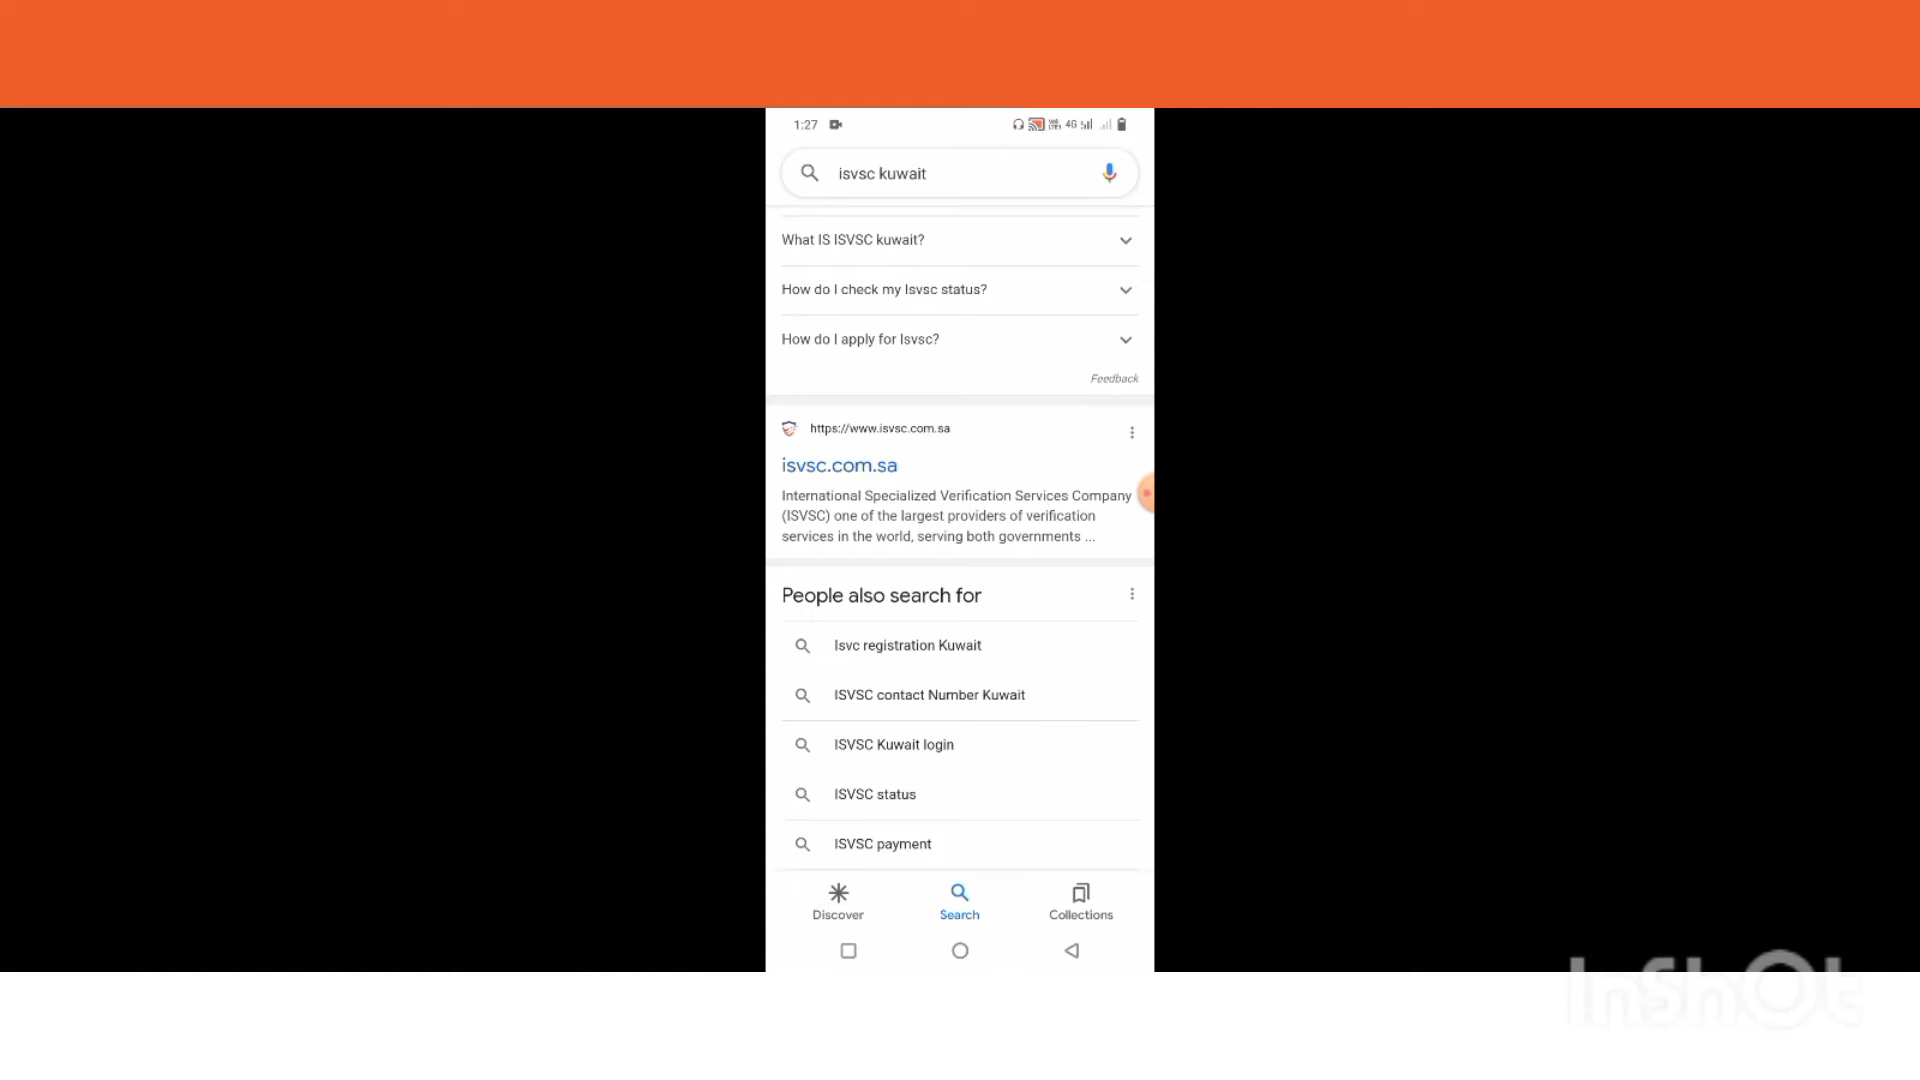 1:27
4G
isvsc kuwait
What IS ISVSC kuwait?
How do I check my Isvsc status?
How do I apply for Isvsc?
Feedback
https://www.isvsc.com.sa
isvsc.com.sa
International Specialized Verification Services Company
(ISVSC) one of the largest providers of verification
services in the world, serving both governments ...
People also search for
Isvc registration Kuwait
ISVSC contact Number Kuwait
ISVSC Kuwait login
ISVSC status
ISVSC payment
Discover
Search
Collections
InShOt